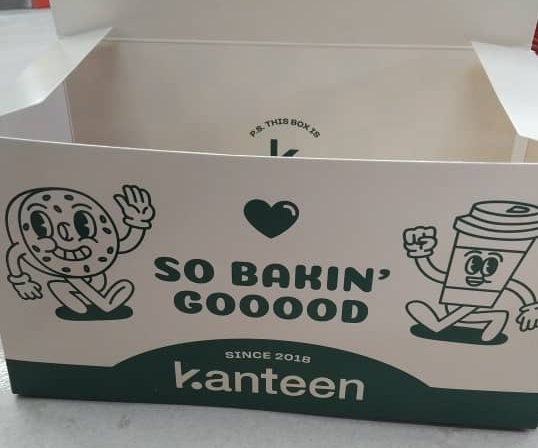 P.S. THIS BOX IS
k
SO BAKIN'
GOOOOD
SINCE 2018
kanteen